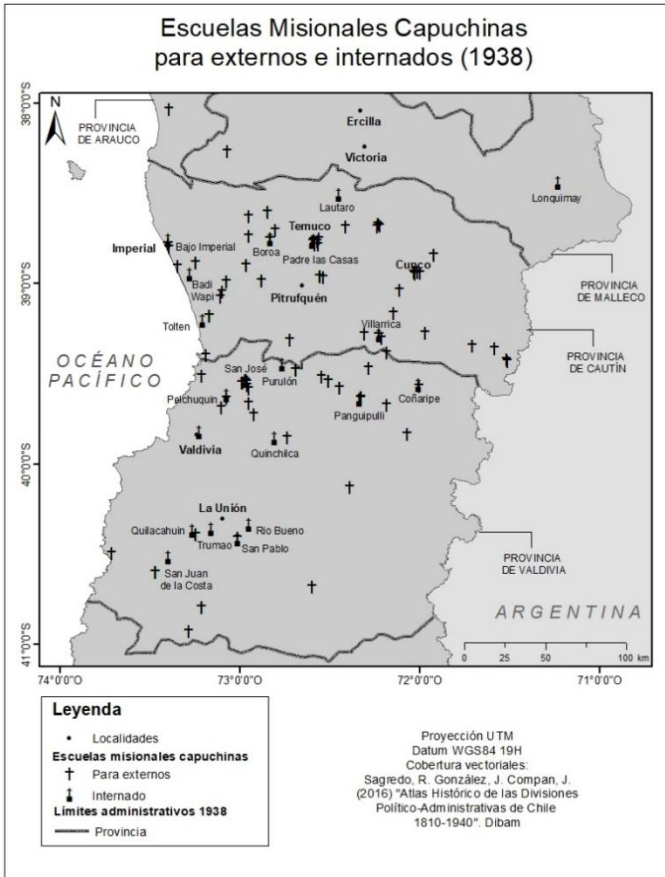 Escuelas Misionales Capuchinas
para externos e internados (1938)
38°0'0"S
N
PROVINCIA
DE ARAUCO
Ercilla
Victoria
Lautaro
Lonquimay
Imperial
Bajo Imperial
Boroa
Temuco
Padre las Casas
Cunco
39°0'0"S
Badi
Wapi
Pitrufquén
PROVINCIA
DE MALLECO
Tolten
Villarrica
PROVINCIA
DE CAUTÍN
OCÉANO
PACÍFICO
San José
Purulón
Pelchuquin
Panguipulli
Coñaripe
Valdivia
Quinchilca
40°0'0"S
La Unión
Quilacahuin
Rio Bueno
Trumao
San Pablo
San Juan
de la Costa
PROVINCIA
DE VALDIVIA
ARGENTINA
0 25 50 100 km
41°0'0"S
74°0'0"O 73°0'0"O 72°0'0"O 71°0'0"O
Leyenda
Localidades
Escuelas misionales capuchinas
Para externos
Internado
Límites administrativos 1938
Provincia
Proyección UTM
Datum WGS84 19H
Cobertura vectoriales:
Sagredo, R. González, J. Compan, J.
(2016) "Atlas Histórico de las Divisiones
Político-Administrativas de Chile
1810-1940". Dibam